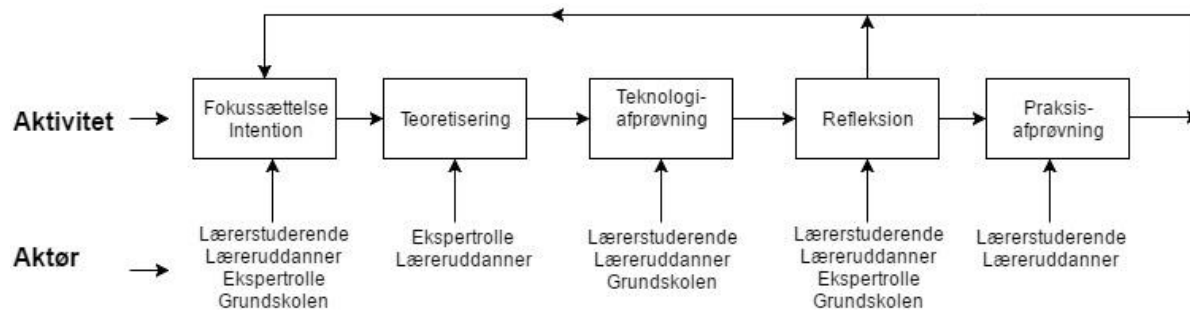 Aktivitet
Fokussættelse
Intention
Teoretisering
Teknologi-
afprøvning
Refleksion
Praksis-
afprøvning
Aktør
Lærerstuderende
Læreruddanner
Ekspertrolle
Grundskolen
Ekspertrolle
Læreruddanner
Lærerstuderende
Læreruddanner
Grundskolen
Lærerstuderende
Læreruddanner
Ekspertrolle
Grundskolen
Lærerstuderende
Læreruddanner